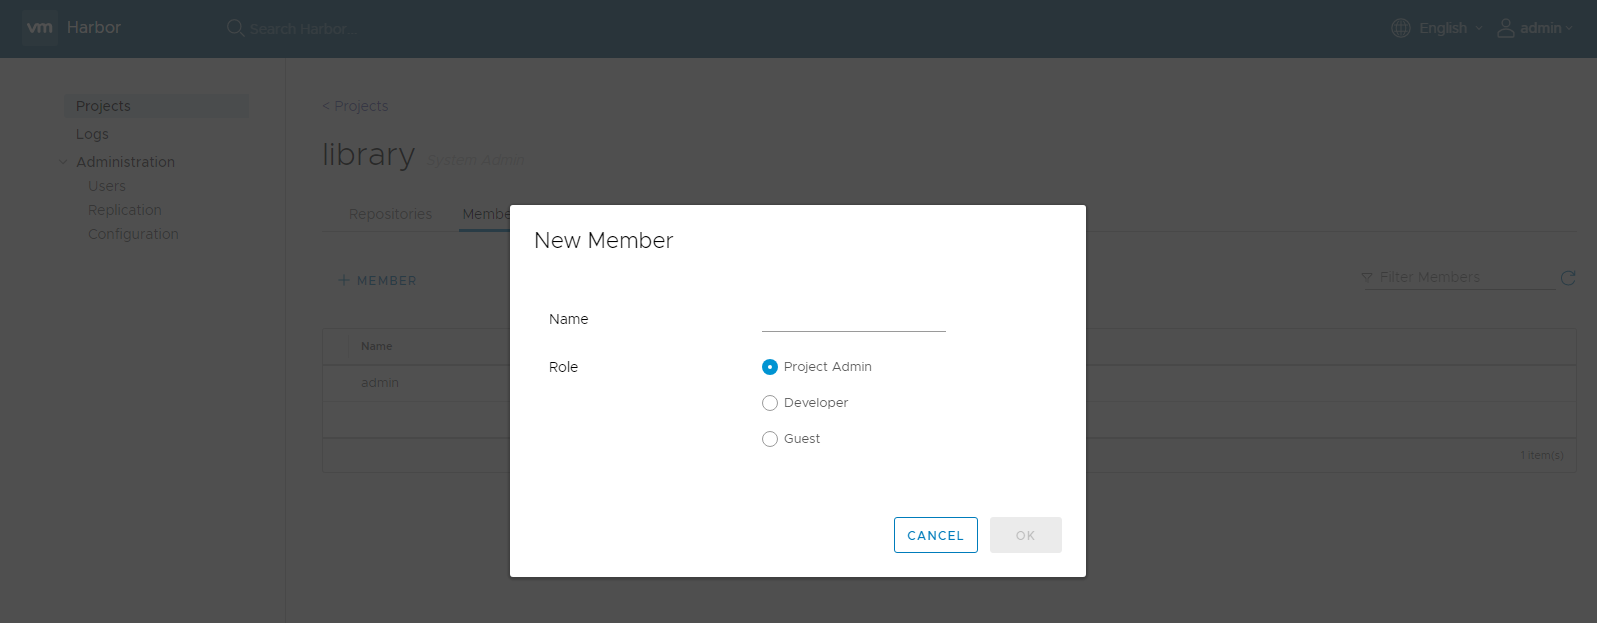 vm Harbor Search Harbor... English admin
Projects
Logs
Administration
Users
Replication
Configuration
< Projects
library System Admin
Repositories Membe
+ MEMBER
Filter Members
Name
admin
1 item(s)
New Member
Name
Role
Project Admin
Developer
Guest
CANCEL OK